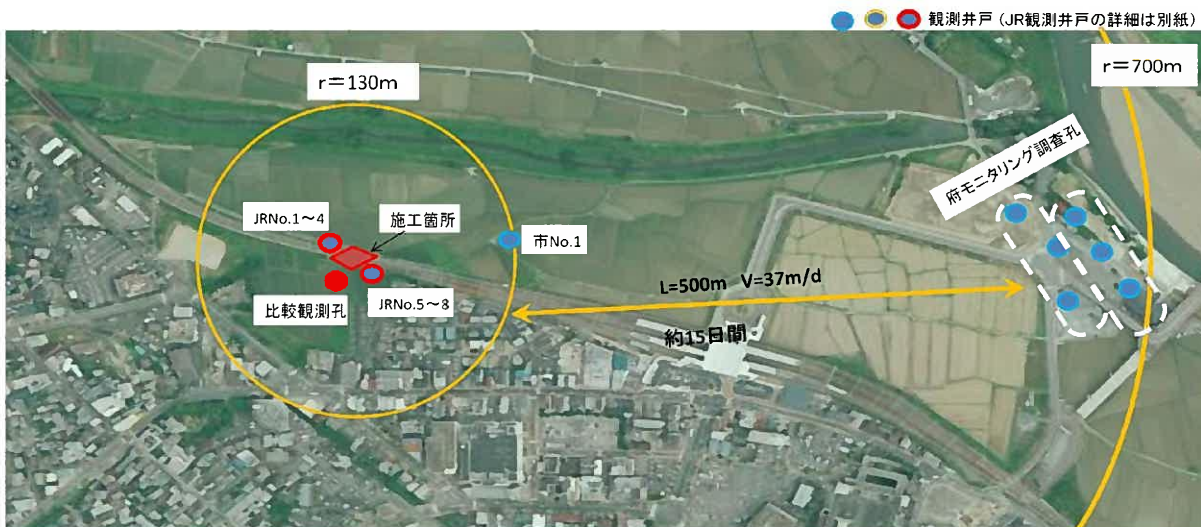 観測井戸（JR観測井戸の詳細は別紙）
r＝130m
r＝700m
府モニタリング調査孔
JRNo.1～4
施工箇所
市No.1
比較観測孔
JRNo.5～8
L=500m V=37m/d
約15日間